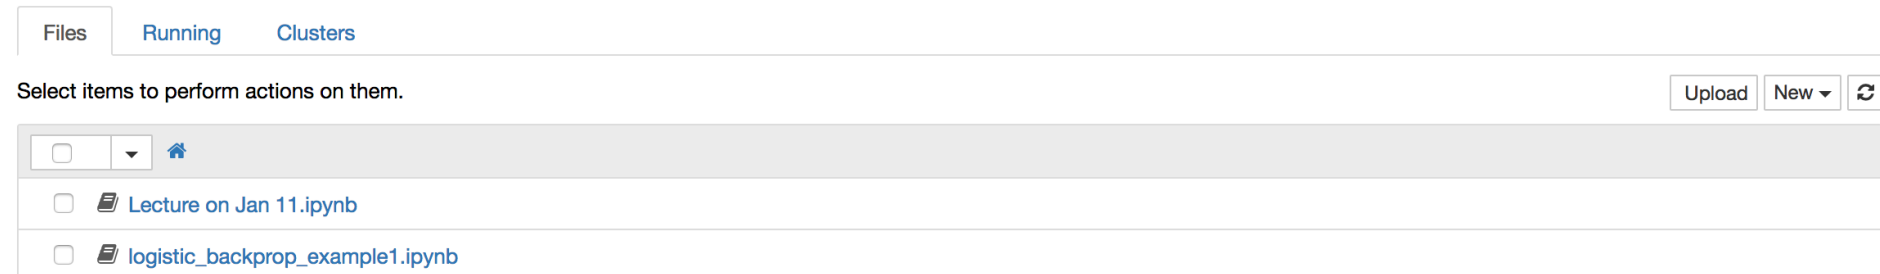 Files Running Clusters
Select items to perform actions on them.
Upload New
Lecture on Jan 11.ipynb
logistic_backprop_example1.ipynb